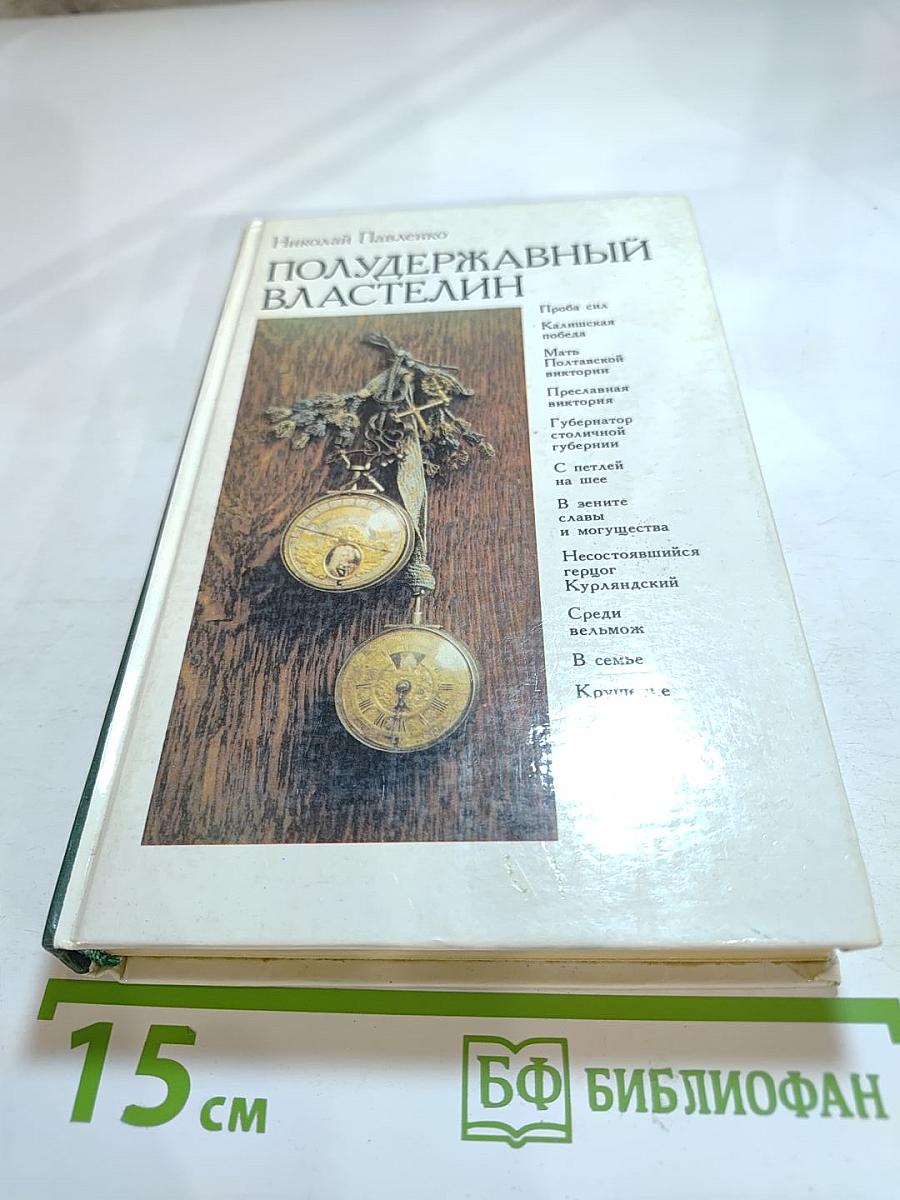 Николай Павленко
ПОЛУДЕРЖАВНЫЙ
ВЛАСТЕЛИН
Проба сил
Калишская
победа
Мать
Полтавской
виктории
Преславная
виктория
Губернатор
столичной
губернии
С петлей
на шее
В зените
славы
и могущества
Несостоявшийся
герцог
Курляндский
Среди
вельмож
В семье
15 см
БФ БИБЛИОФАН